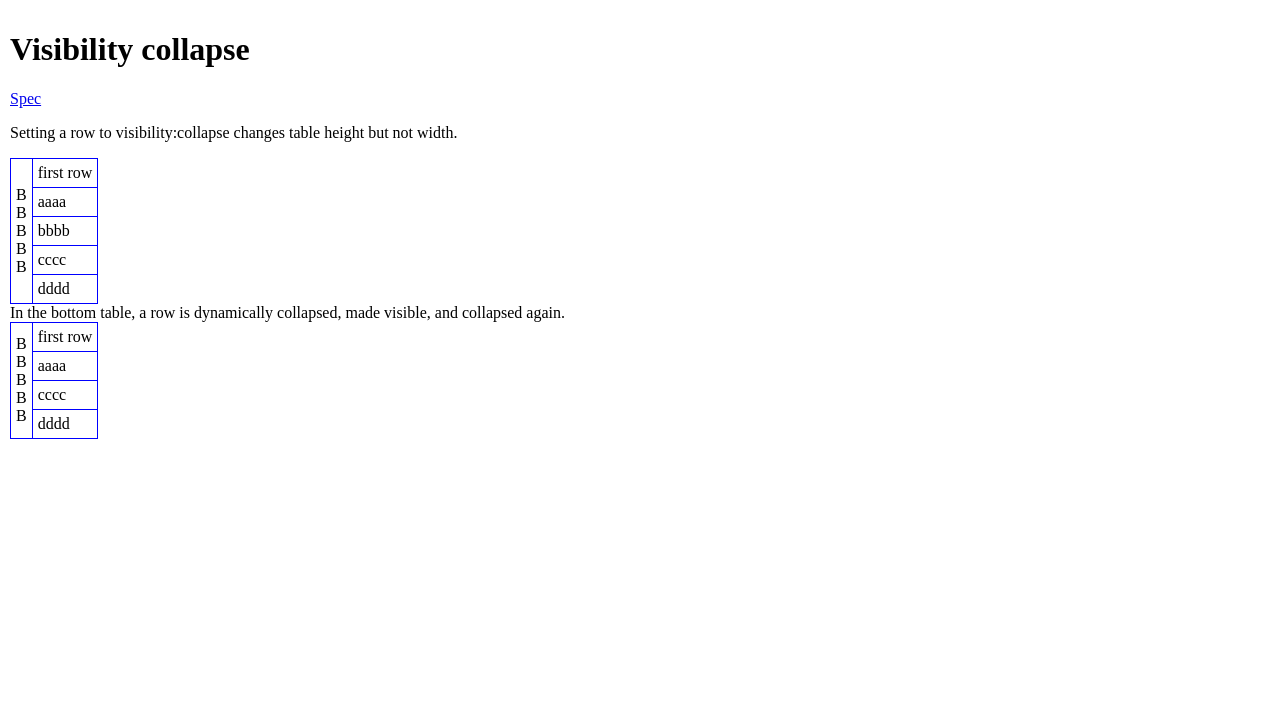 Visibility collapse
Spec
Setting a row to visibility:collapse changes table height but not width.
B
B
B
B
B
first row
aaaa
bbbb
cccc
dddd
In the bottom table, a row is dynamically collapsed, made visible, and collapsed again.
B
B
B
B
B
first row
aaaa
cccc
dddd